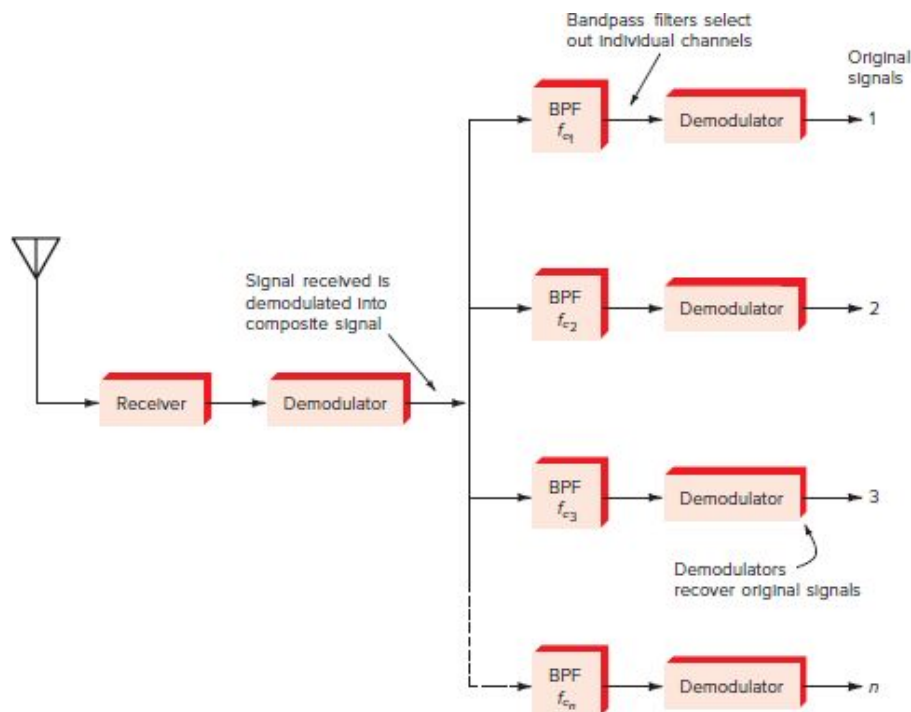 Bandpass filters select
out individual channels
Original
signals
BPF
fc1
Demodulator
1
Signal received is
demodulated into
composite signal
BPF
fc2
Demodulator
2
Receiver
Demodulator
BPF
fc3
Demodulator
3
Demodulators
recover original signals
BPF
fcn
Demodulator
n